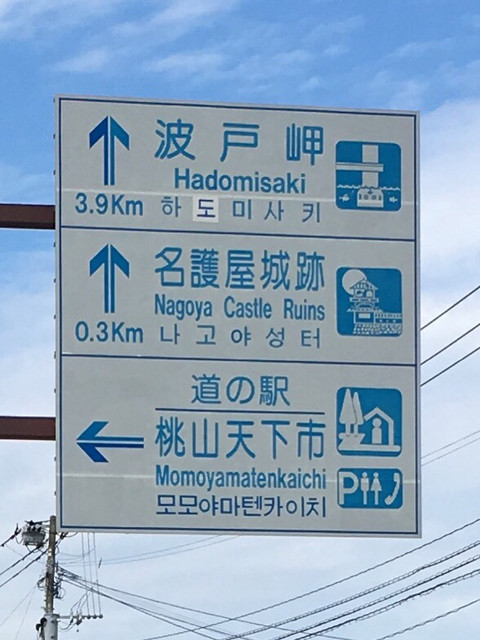 波戸岬
Hadomisaki
3.9Km 하도미사키
名護屋城跡
Nagoya Castle Ruins
0.3Km 나고야성터
道の駅
桃山天下市
Momoyamatenkaichi
모모야마텐카이치
P